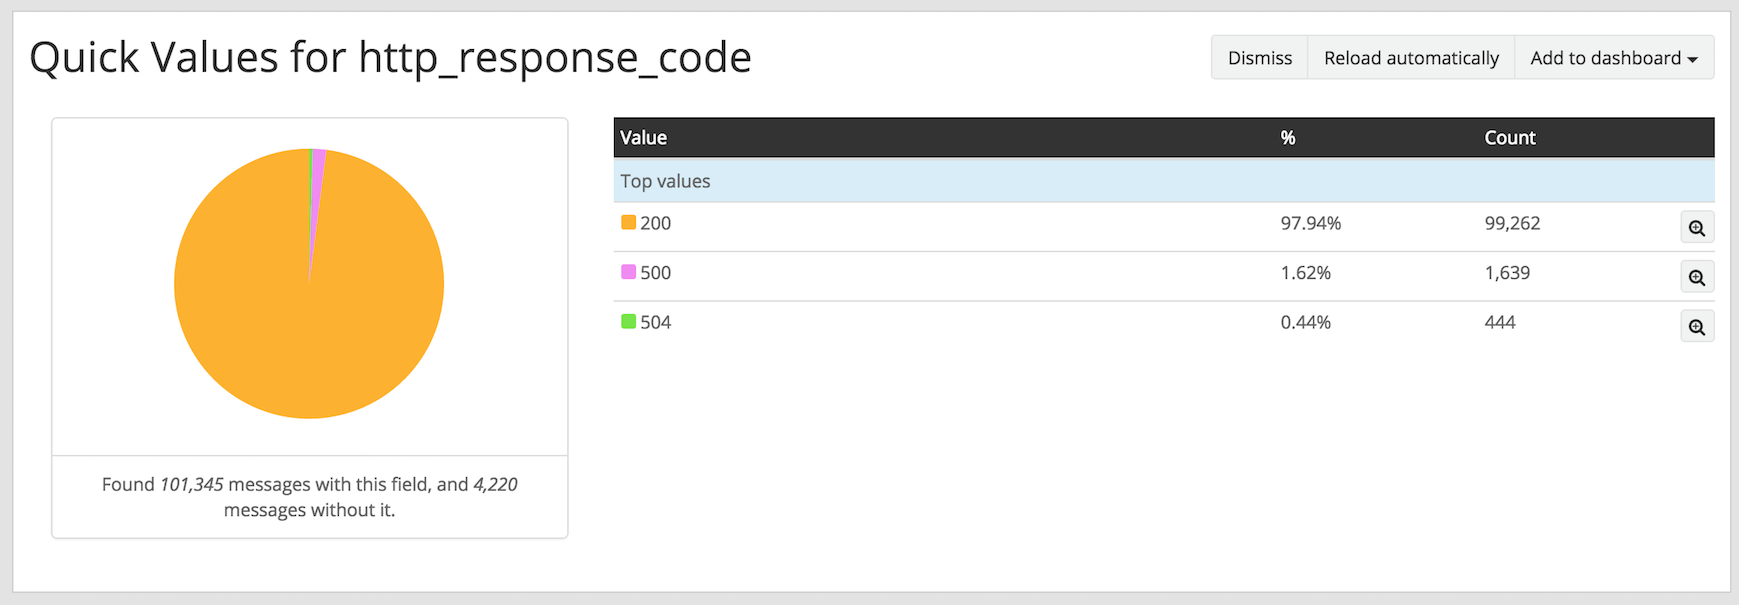 Quick Values for http_response_code
Dismiss Reload automatically Add to dashboard
Value % Count
Top values
200 97.94% 99,262
500 1.62% 1,639
504 0.44% 444
Found 101,345 messages with this field, and 4,220
messages without it.